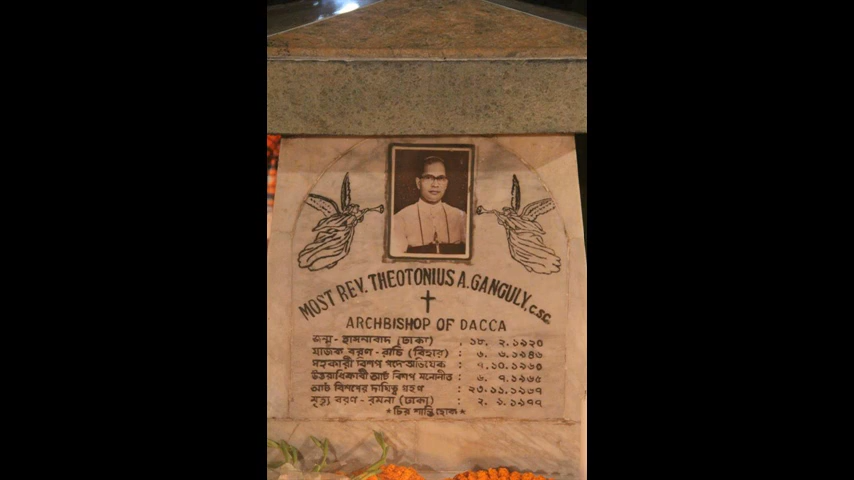 MOST REV. THEOTONIUS A. GANGULY, C.S.C.
ARCHBISHOP OF DACCA
জন্ম - হাসনাবাদ (ঢাকা) : ১৮. ২. ১৯২০
যাজক বরণ - রাচি (বিহার) : ৬. ৬. ১৯৪৬
সহকারী বিশপ পদে অভিষেক : ৭. ১০. ১৯৬০
উত্তরাধিকারী আর্চ বিশপ মনোনীত : ৬. ৭. ১৯৬৫
আর্চ বিশপের দায়িত্ব গ্রহণ : ২৩. ১১. ১৯৬৭
মৃত্যু বরণ - রমনা (ঢাকা) : ২. ৯. ১৯৭৭
* চির শান্তি হোক *